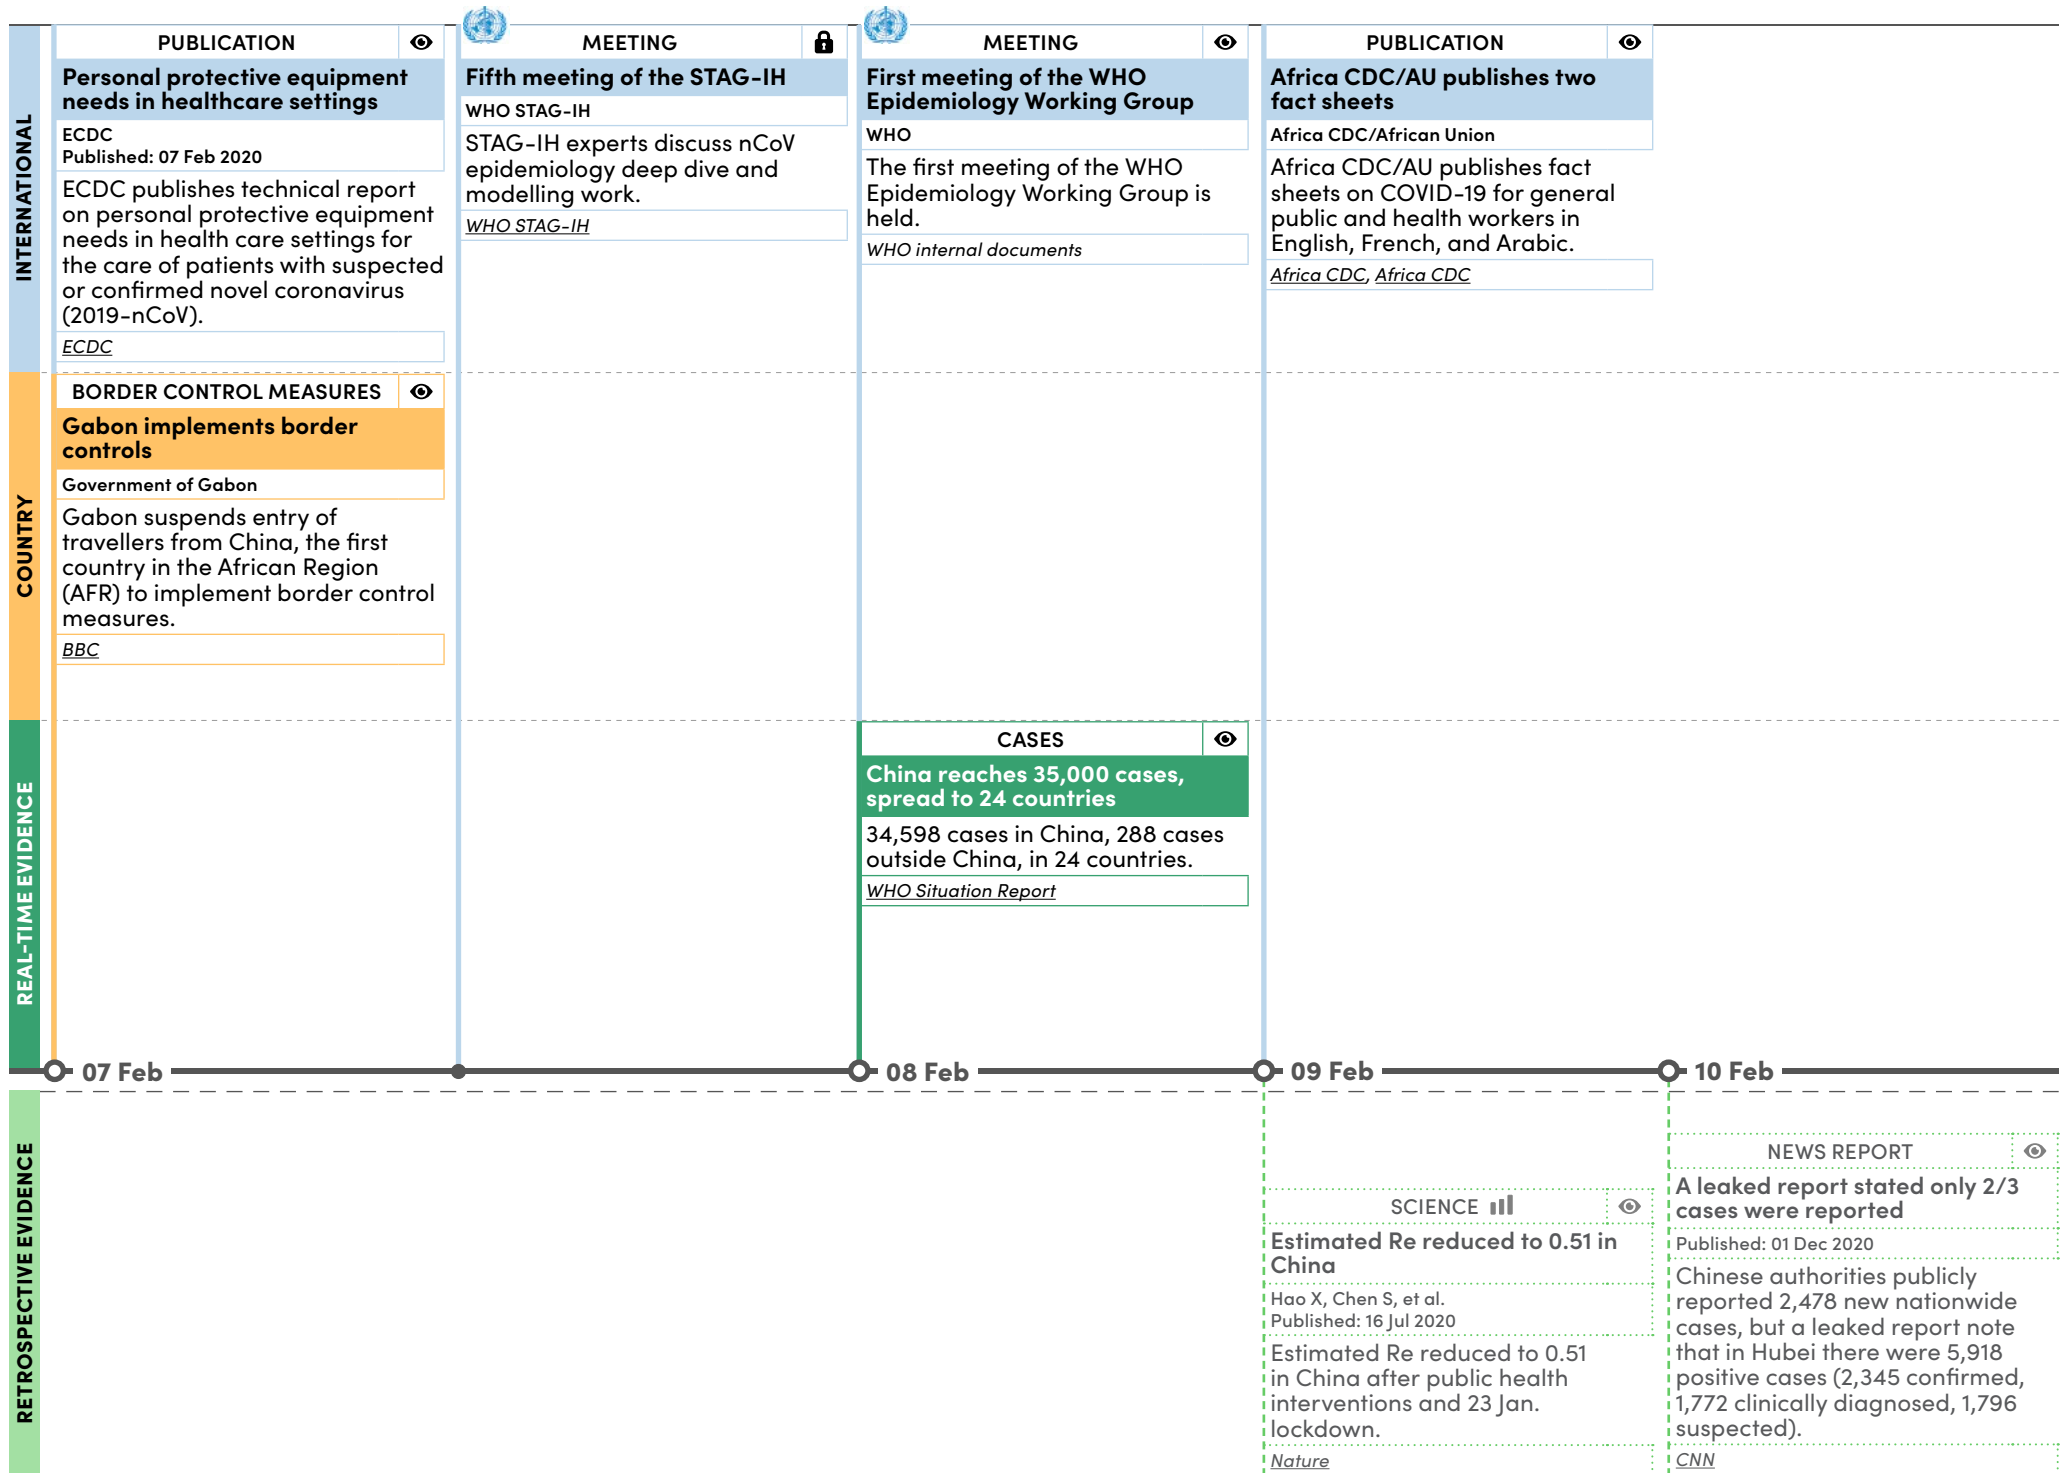 INTERNATIONAL
PUBLICATION
Personal protective equipment
needs in healthcare settings
ECDC
Published: 07 Feb 2020
ECDC publishes technical report
on personal protective equipment
needs in health care settings for
the care of patients with suspected
or confirmed novel coronavirus
(2019-nCoV).
ECDC
MEETING
Fifth meeting of the STAG-IH
WHO STAG-IH
STAG-IH experts discuss nCoV
epidemiology deep dive and
modelling work.
WHO STAG-IH
MEETING
First meeting of the WHO
Epidemiology Working Group
WHO
The first meeting of the WHO
Epidemiology Working Group is
held.
WHO internal documents
PUBLICATION
Africa CDC/AU publishes two
fact sheets
Africa CDC/African Union
Africa CDC/AU publishes fact
sheets on COVID-19 for general
public and health workers in
English, French, and Arabic.
Africa CDC, Africa CDC
COUNTRY
BORDER CONTROL MEASURES
Gabon implements border
controls
Government of Gabon
Gabon suspends entry of
travellers from China, the first
country in the African Region
(AFR) to implement border control
measures.
BBC
REAL-TIME EVIDENCE
CASES
China reaches 35,000 cases,
spread to 24 countries
34,598 cases in China, 288 cases
outside China, in 24 countries.
WHO Situation Report
07 Feb
08 Feb
09 Feb
10 Feb
RETROSPECTIVE EVIDENCE
SCIENCE
Estimated Re reduced to 0.51 in
China
Hao X, Chen S, et al.
Published: 16 Jul 2020
Estimated Re reduced to 0.51
in China after public health
interventions and 23 Jan.
lockdown.
Nature
NEWS REPORT
A leaked report stated only 2/3
cases were reported
Published: 01 Dec 2020
Chinese authorities publicly
reported 2,478 new nationwide
cases, but a leaked report note
that in Hubei there were 5,918
positive cases (2,345 confirmed,
1,772 clinically diagnosed, 1,796
suspected).
CNN